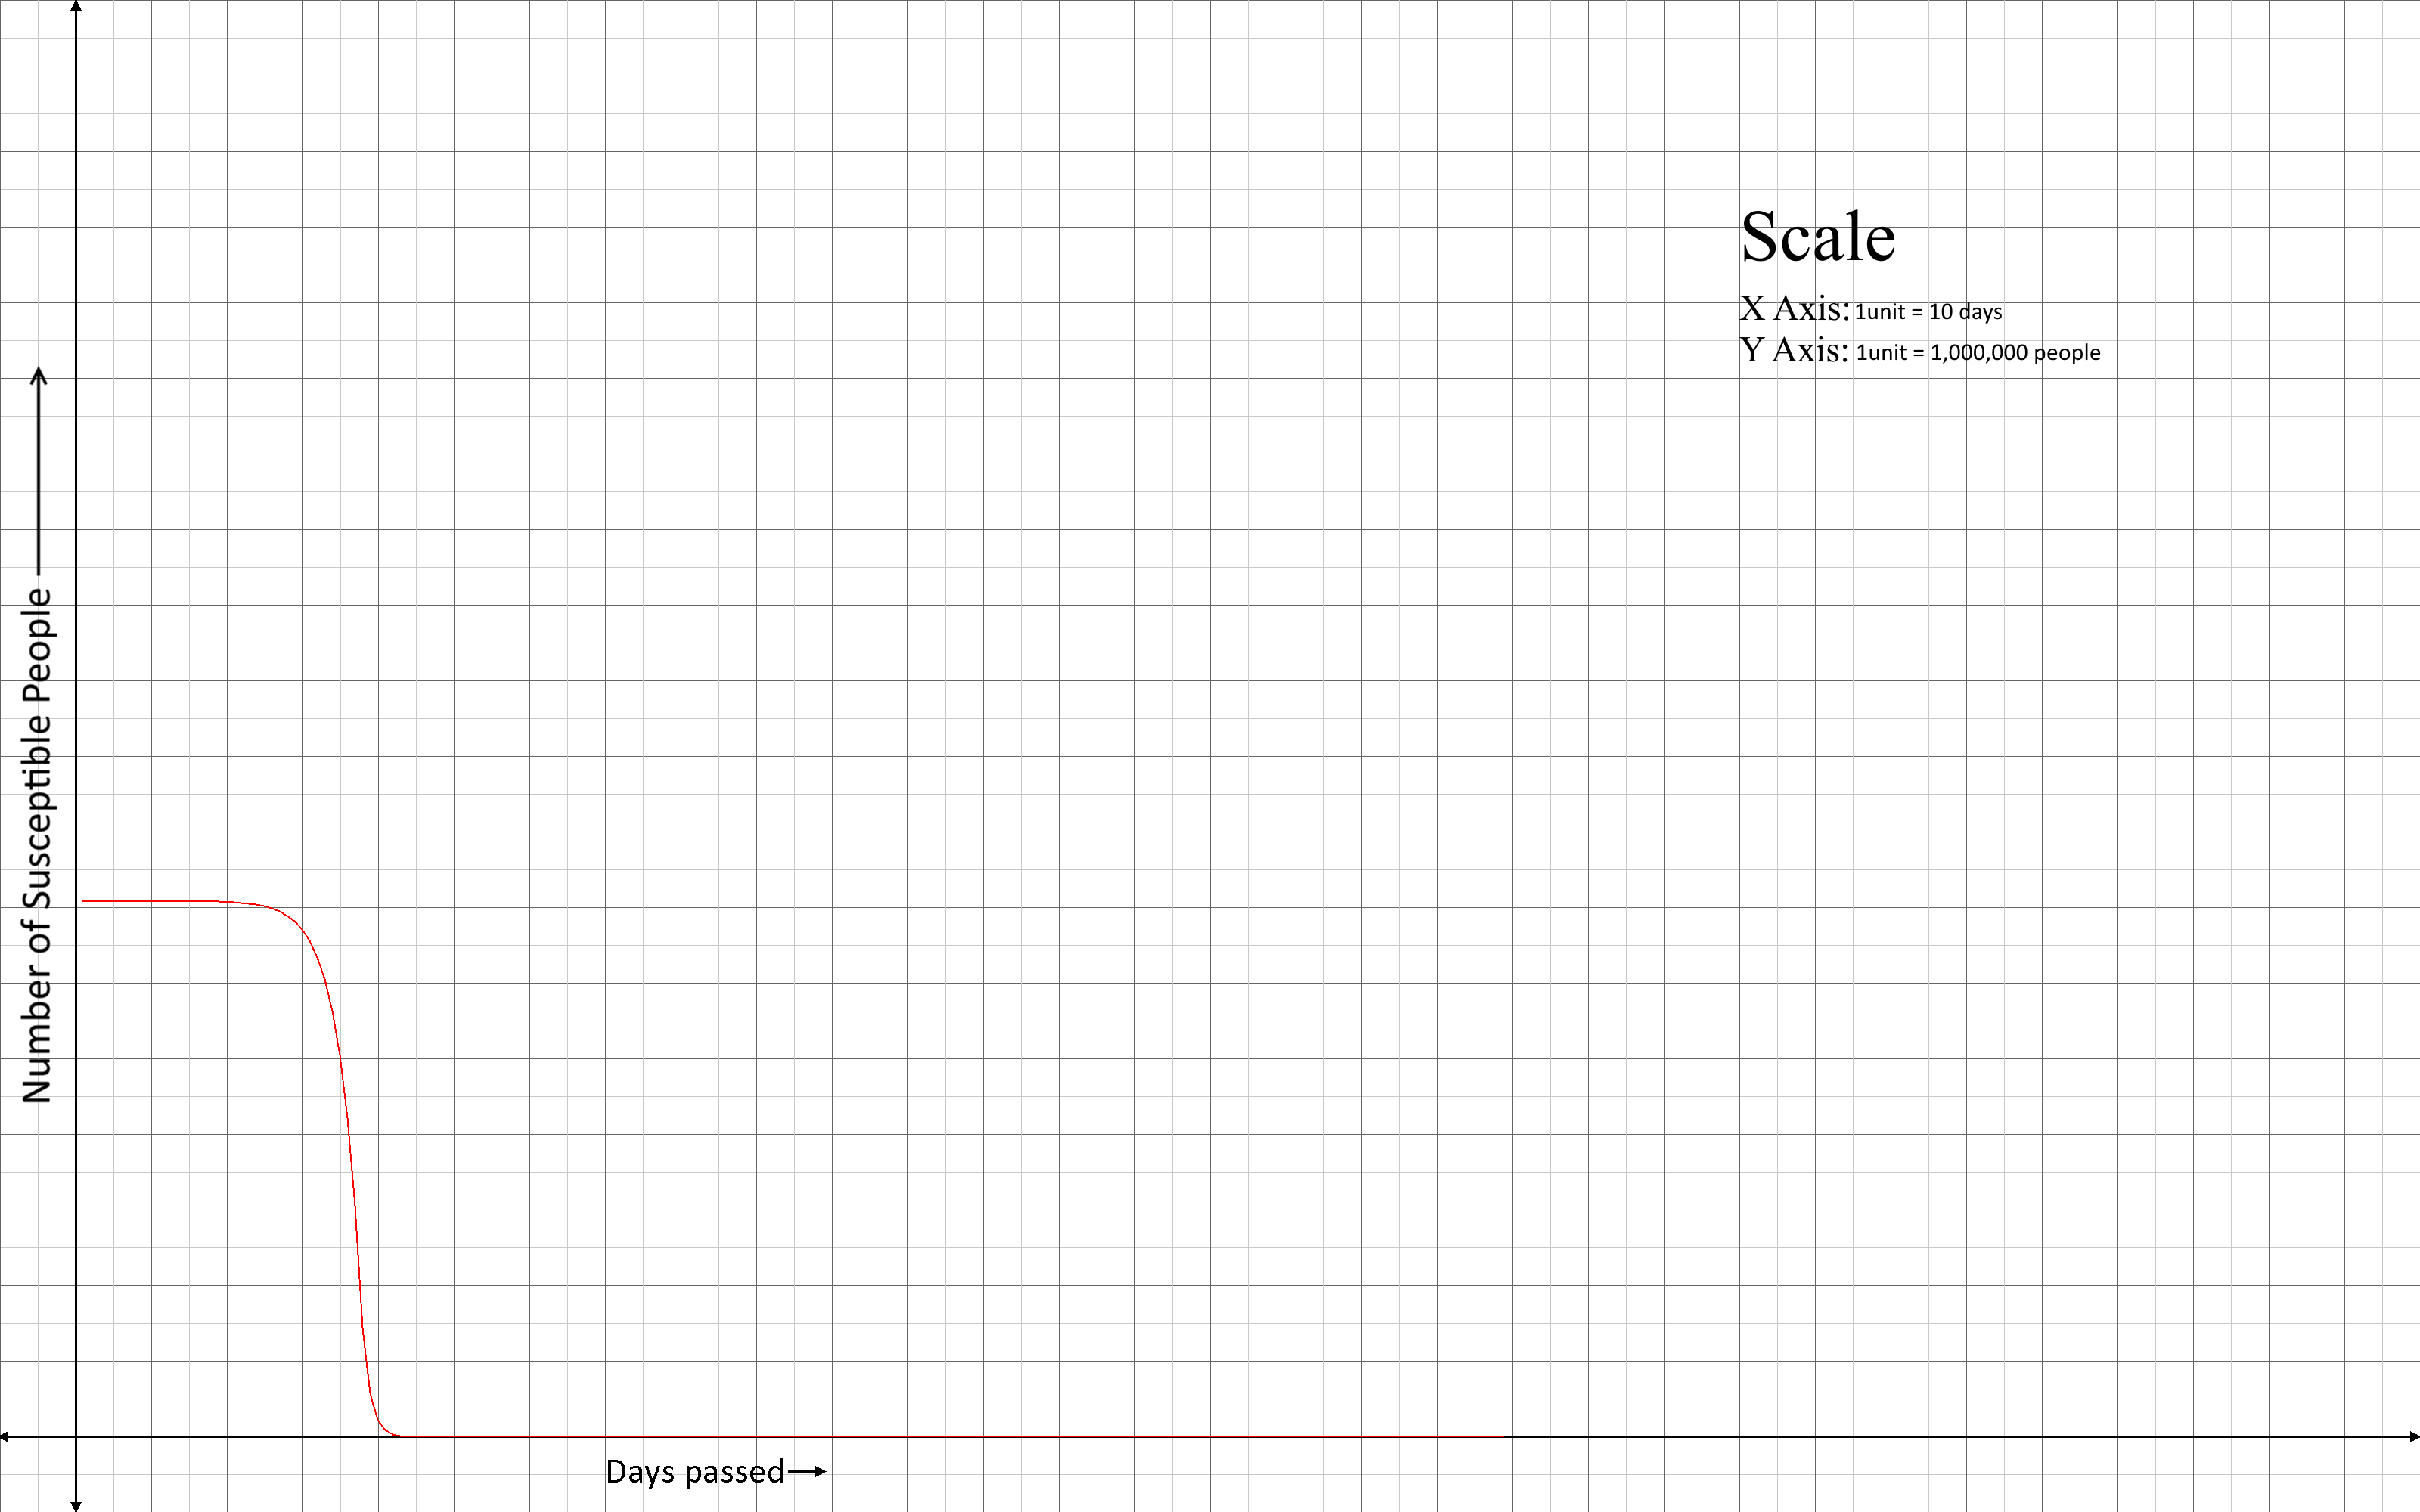 Scale
X Axis: 1unit = 10 days
Y Axis: 1unit = 1,000,000 people
Number of Susceptible People
Days passed